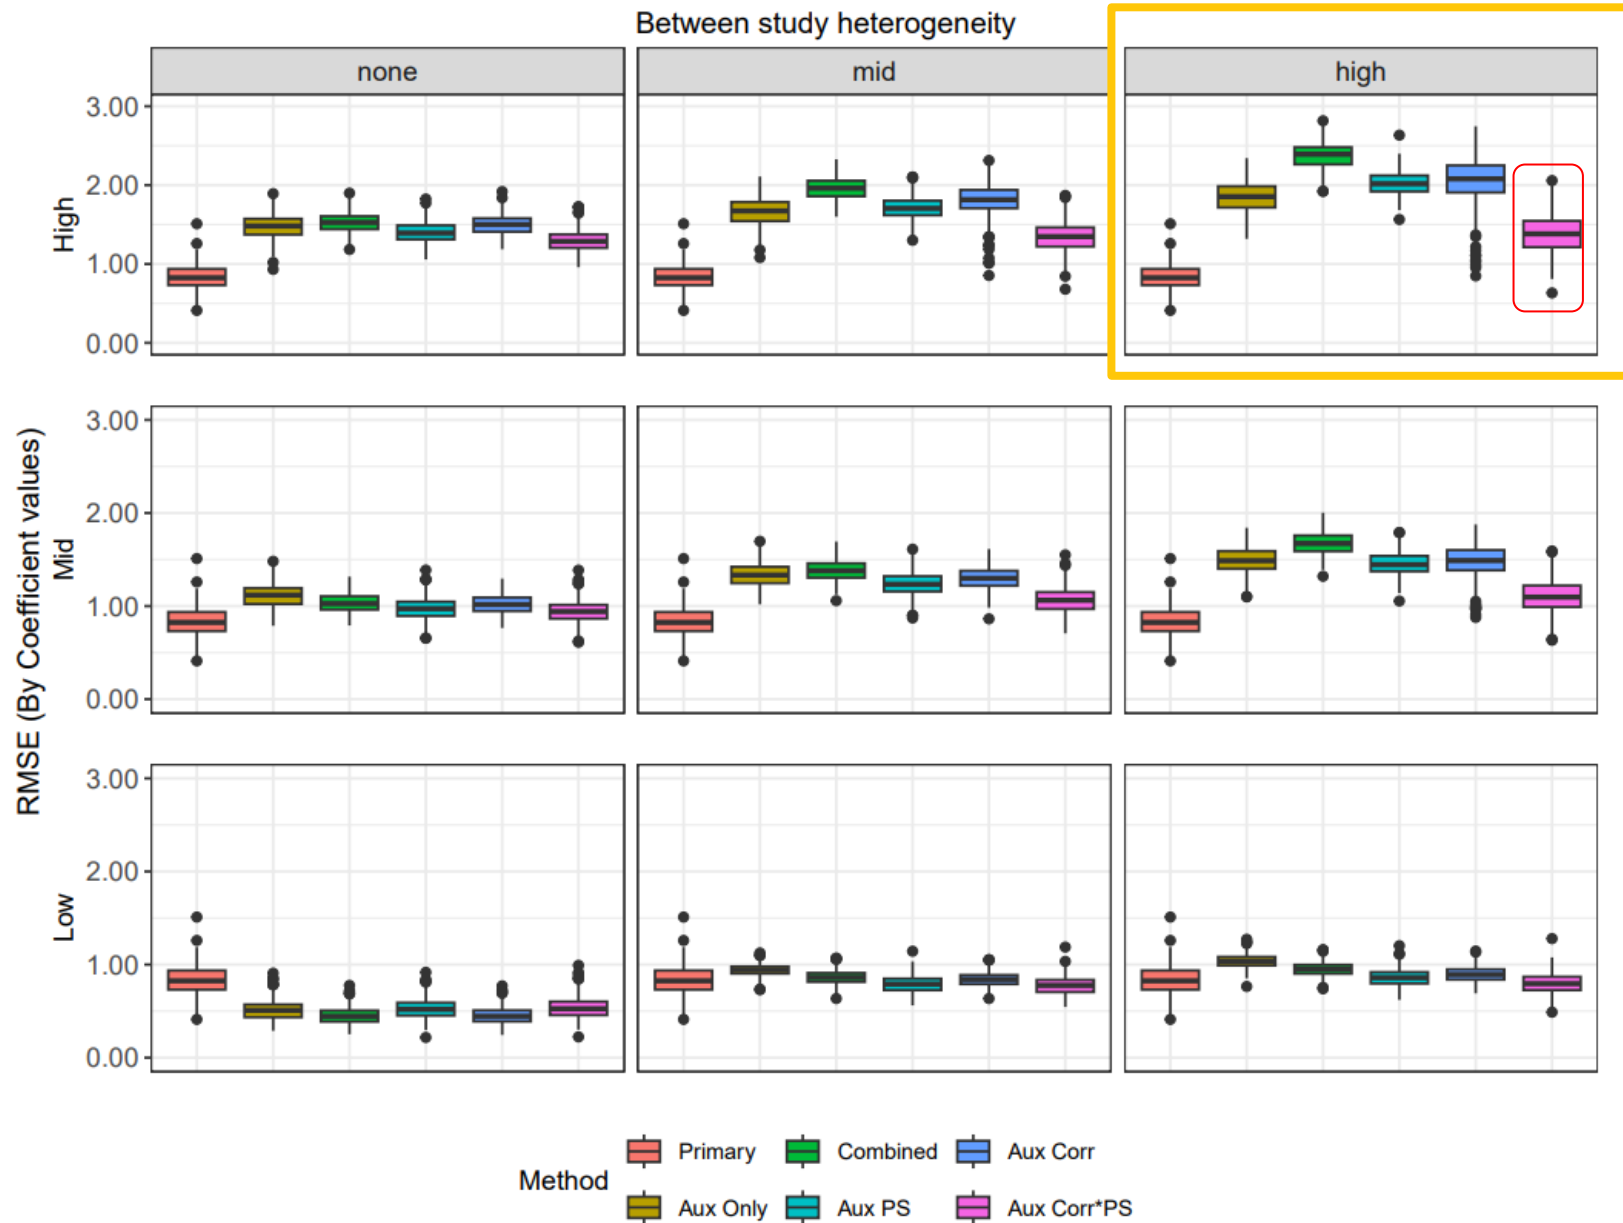 Between study heterogeneity
none mid high
3.00
2.00
1.00
0.00
High
3.00
2.00
1.00
0.00
Mid
3.00
2.00
1.00
0.00
Low
RMSE (By Coefficient values)
Method
Primary Combined Aux Corr
Aux Only Aux PS Aux Corr*PS